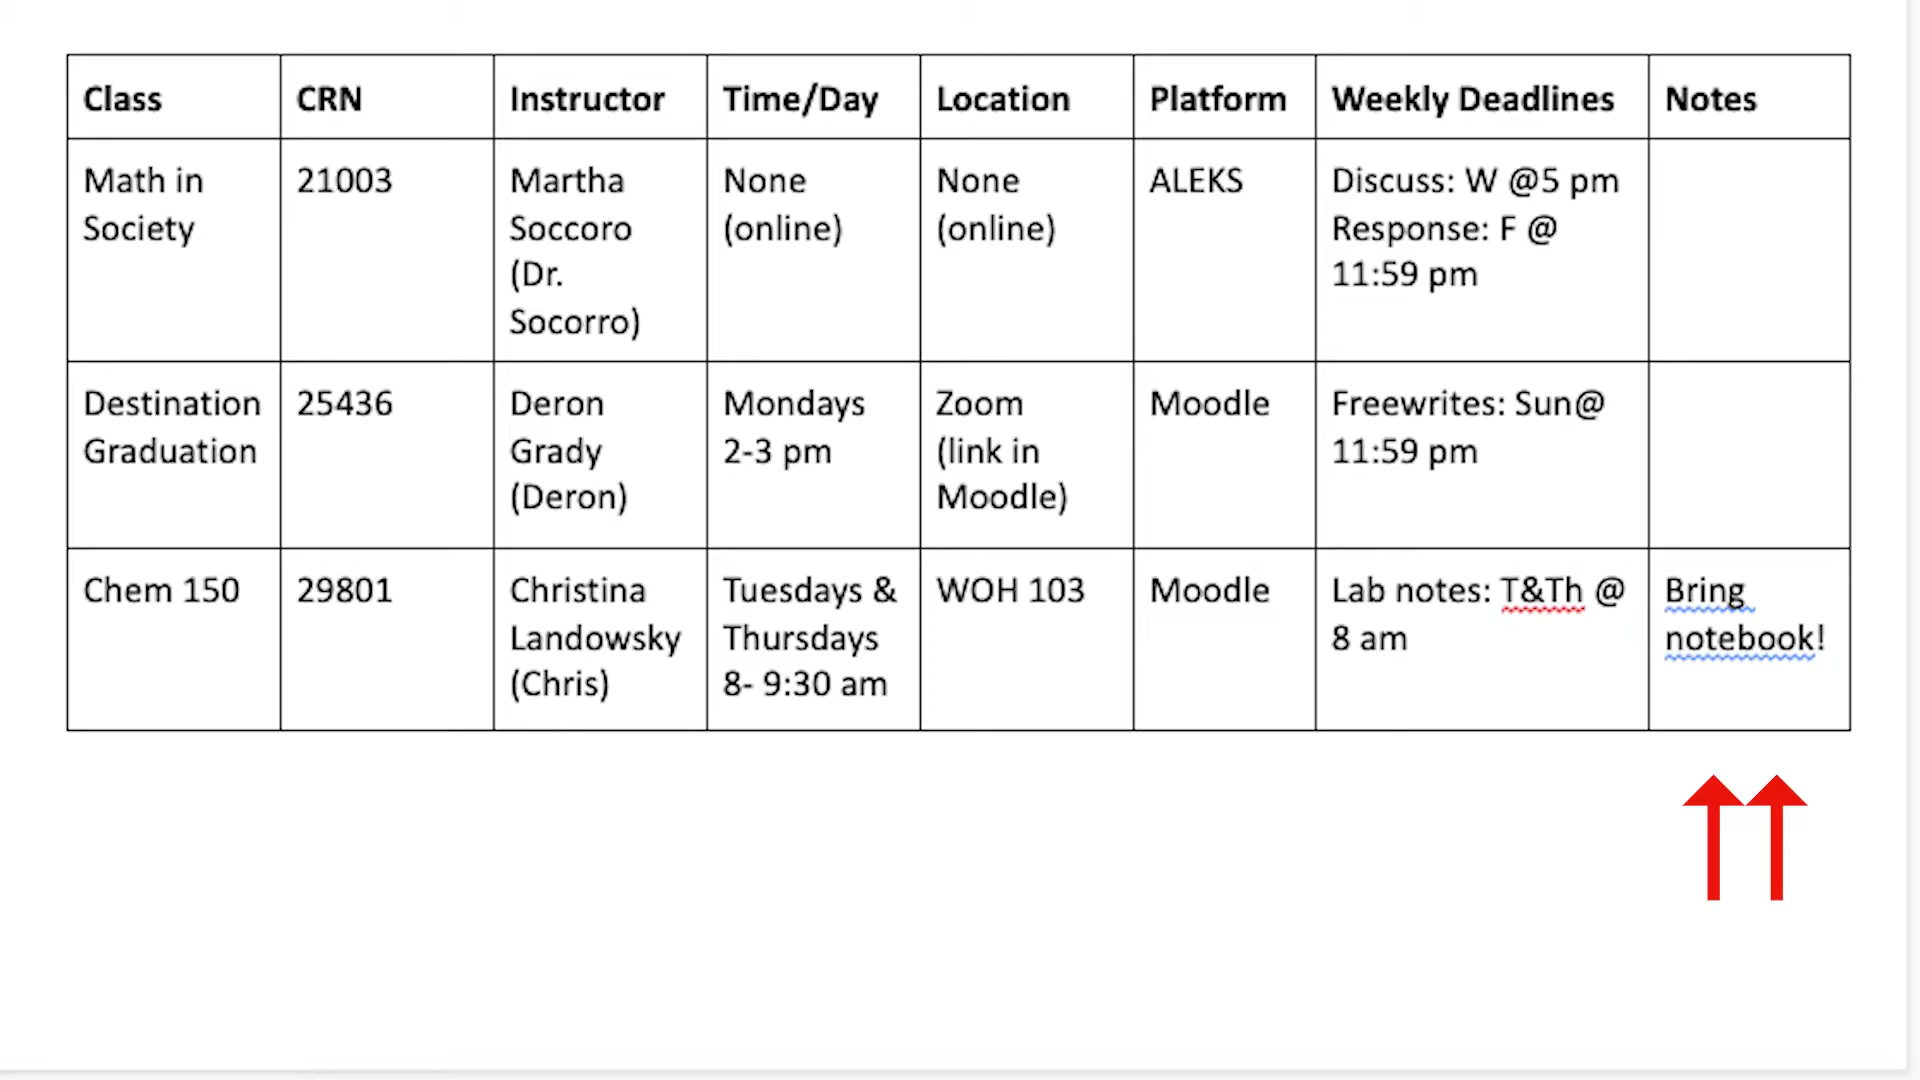 Class CRN Instructor Time/Day Location Platform Weekly Deadlines Notes
Math in
Society
21003
Martha
Soccoro
(Dr.
Socorro)
None
(online)
None
(online)
ALEKS
Discuss: W @5 pm
Response: F @
11:59 pm
Destination
Graduation
25436
Deron
Grady
(Deron)
Mondays
2-3 pm
Zoom
(link in
Moodle)
Moodle
Freewrites: Sun@
11:59 pm
Chem 150
29801
Christina
Landowsky
(Chris)
Tuesdays &
Thursdays
8- 9:30 am
WOH 103
Moodle
Lab notes: T&Th @
8 am
Bring
notebook!